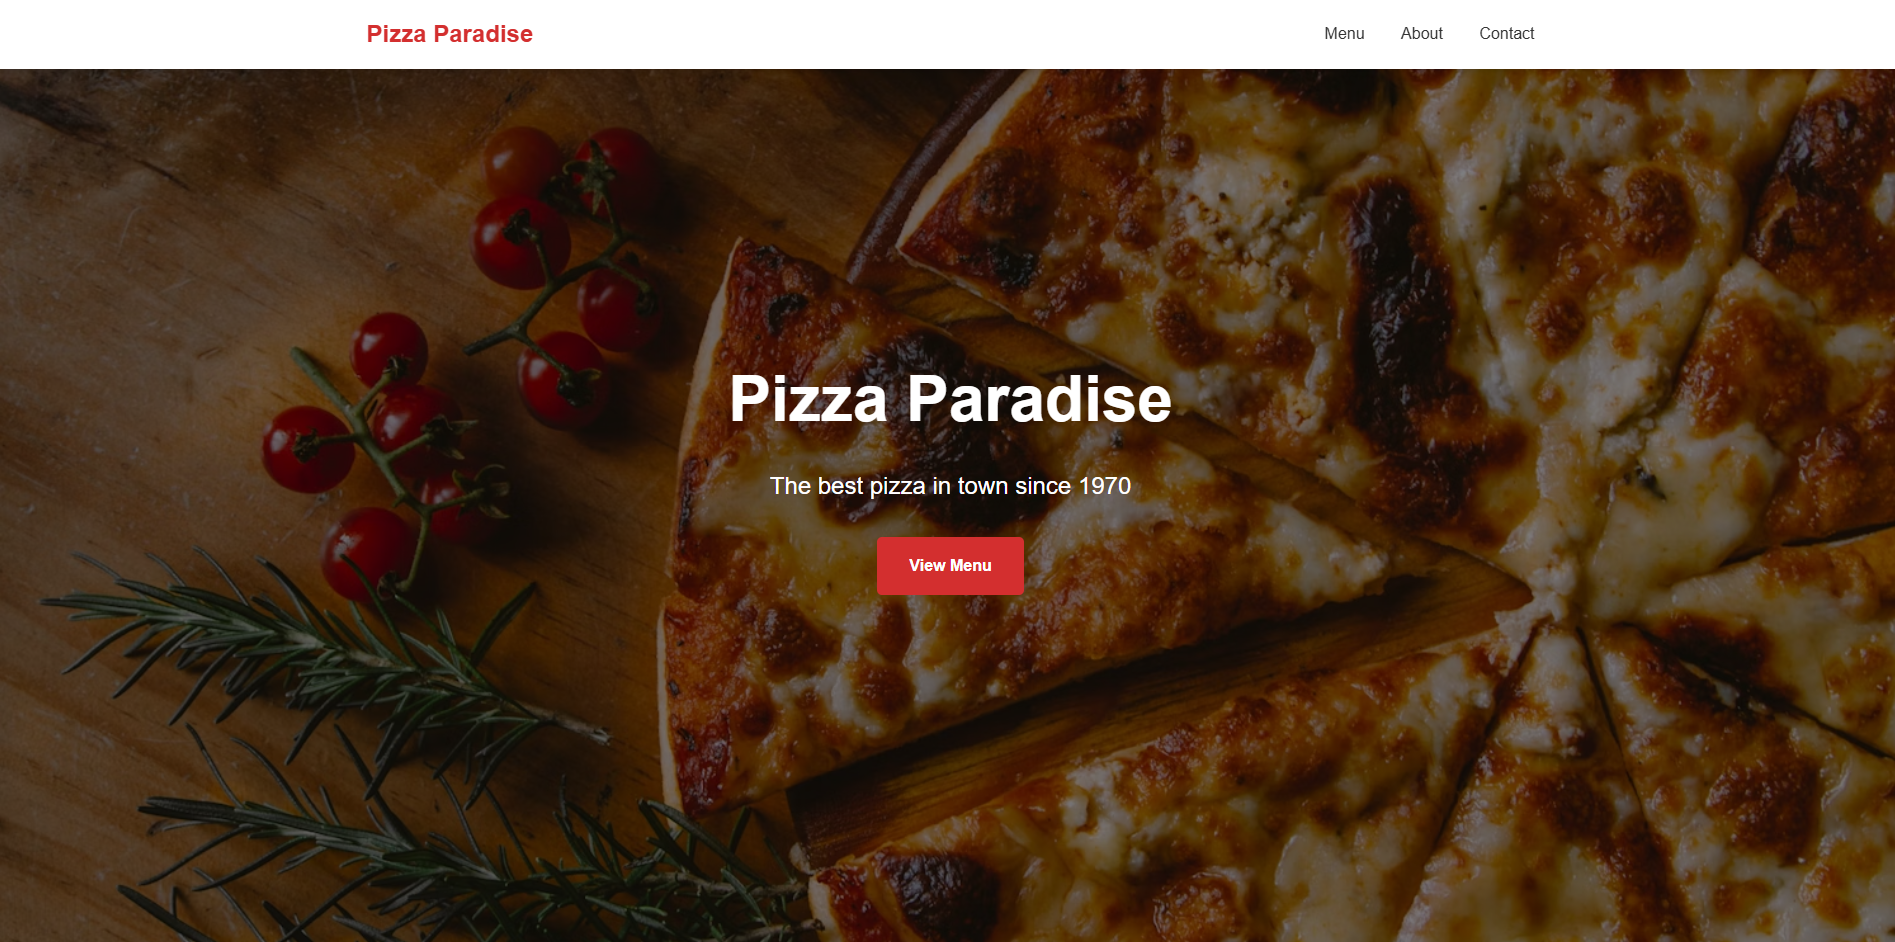 Pizza Paradise
Menu About Contact
Pizza Paradise
The best pizza in town since 1970
View Menu